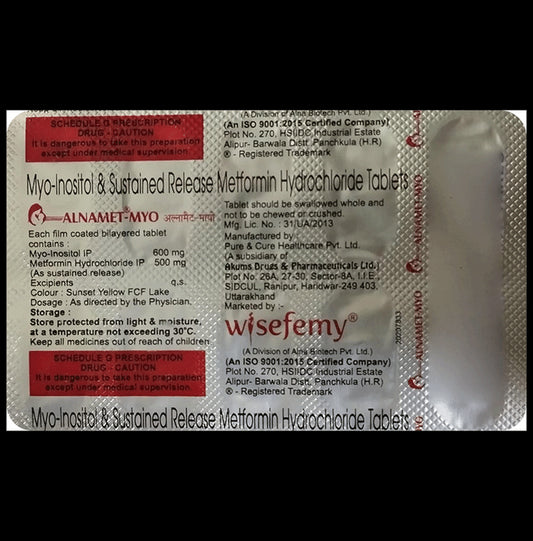 (A Division of Alna Biotech Pvt. Ltd.)
SCHEDULE G PRESCRIPTION
DRUG - CAUTION
It is dangerous to take this preparation
except under medical supervision.
(An ISO 9001:2015 Certified Company)
Plot No. 270, HSIIDC Industrial Estate
Alipur- Barwala Distt. Panchkula (H.R)
® - Registered Trademark
Myo-Inositol & Sustained Release Metformin Hydrochloride Tablets
ALNAMET-MYO अल्नामैट-मायो
Each film coated bilayered tablet
contains :
Myo-Inositol IP 600 mg
Metformin Hydrochloride IP 500 mg
(As sustained release)
Excipients q.s.
Colour : Sunset Yellow FCF Lake
Dosage : As directed by the Physician.
Storage :
Store protected from light & moisture,
at a temperature not exceeding 30°C.
Keep all medicines out of reach of children
Tablet should be swallowed whole and
not to be chewed or crushed.
Mfg. Lic. No. : 31/UA/2013
Manufactured by :
Pure & Cure Healthcare Pvt. Ltd.
(A subsidiary of
Akums Drugs & Pharmaceuticals Ltd.)
Plot No. 26A, 27-30, Sector-8A, I.I.E.,
SIDCUL, Ranipur, Haridwar-249 403,
Uttarakhand
Marketed by :-
wisefemy®
(A Division of Alna Biotech Pvt. Ltd.)
(An ISO 9001:2015 Certified Company)
Plot No. 270, HSIIDC Industrial Estate
Alipur- Barwala Distt. Panchkula (H.R)
® - Registered Trademark
SCHEDULE G PRESCRIPTION
DRUG - CAUTION
It is dangerous to take this preparation
except under medical supervision.
Myo-Inositol & Sustained Release Metformin Hydrochloride Tablets
ALNAMET-MYO
ALNAMET-MYO
MYO